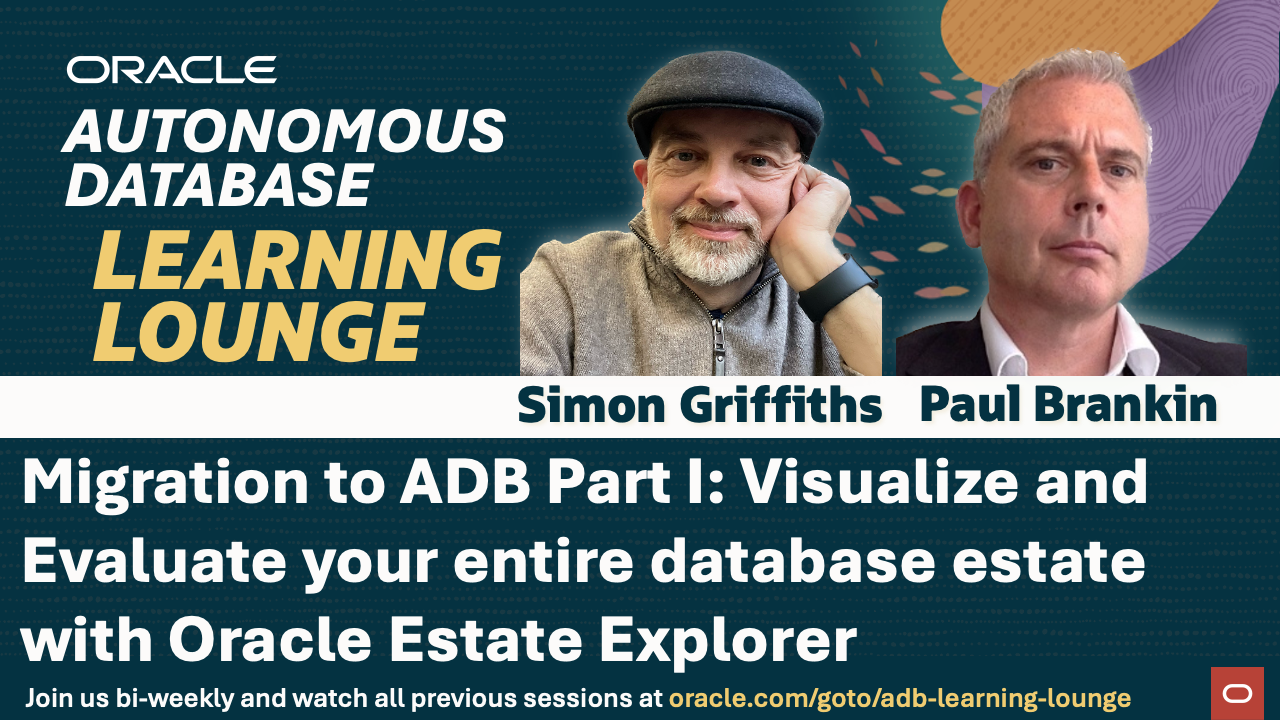 ORACLE
AUTONOMOUS
DATABASE
LEARNING
LOUNGE
Simon Griffiths
Paul Brankin
Migration to ADB Part I: Visualize and
Evaluate your entire database estate
with Oracle Estate Explorer
Join us bi-weekly and watch all previous sessions at oracle.com/goto/adb-learning-lounge